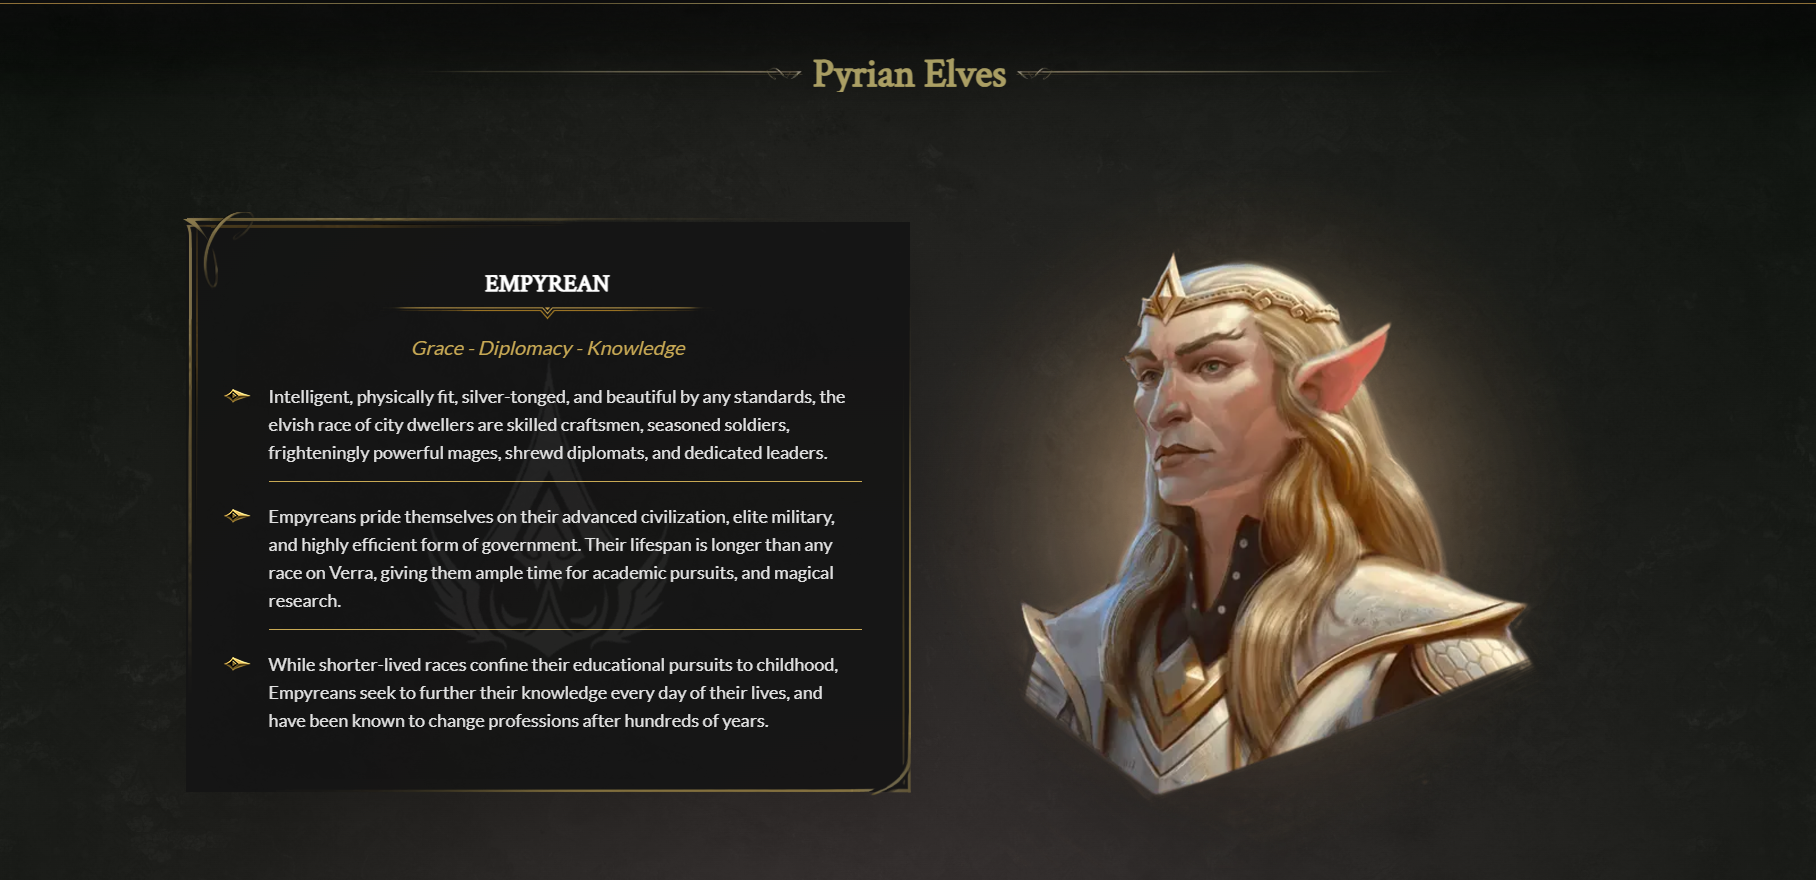 Pyrian Elves
EMPYREAN
Grace - Diplomacy - Knowledge
Intelligent, physically fit, silver-tonged, and beautiful by any standards, the
elvish race of city dwellers are skilled craftsmen, seasoned soldiers,
frighteningly powerful mages, shrewd diplomats, and dedicated leaders.
Empyreans pride themselves on their advanced civilization, elite military,
and highly efficient form of government. Their lifespan is longer than any
race on Verra, giving them ample time for academic pursuits, and magical
research.
While shorter-lived races confine their educational pursuits to childhood,
Empyreans seek to further their knowledge every day of their lives, and
have been known to change professions after hundreds of years.